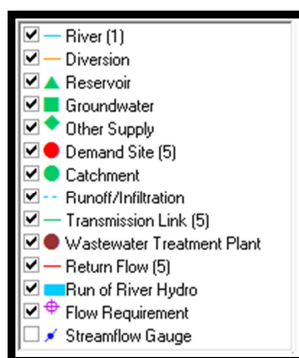 River (1)
Diversion
Reservoir
Groundwater
Other Supply
Demand Site (5)
Catchment
Runoff/Infiltration
Transmission Link (5)
Wastewater Treatment Plant
Return Flow (5)
Run of River Hydro
Flow Requirement
Streamflow Gauge